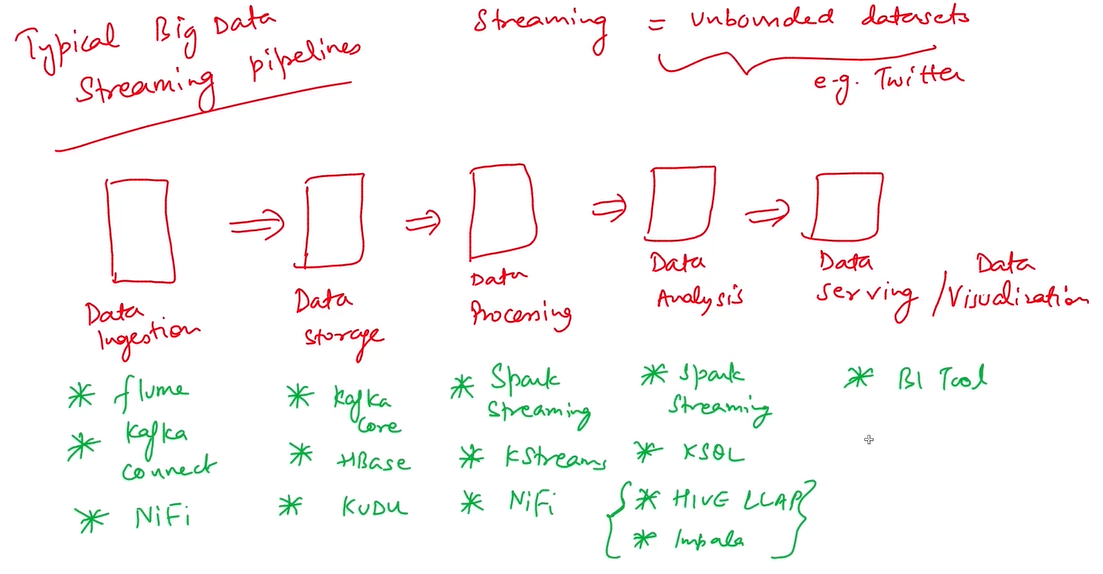 Typical Big Data
Streaming pipelines
Streaming = unbounded datasets
e-g. Twitter
Data
Ingestion
Data
Storage
Data
Processing
Data
Analysis
Data
Serving
/
Data
Visualization
* flume
* Kafka
connect
* NiFi
* Kafka
Core
* HBase
* KUDU
* Spark
Streaming
* KStreams
* NiFi
* Spark
Streaming
* KSQL
{ * HIVE LLAP }
* Impala
* BI Tool